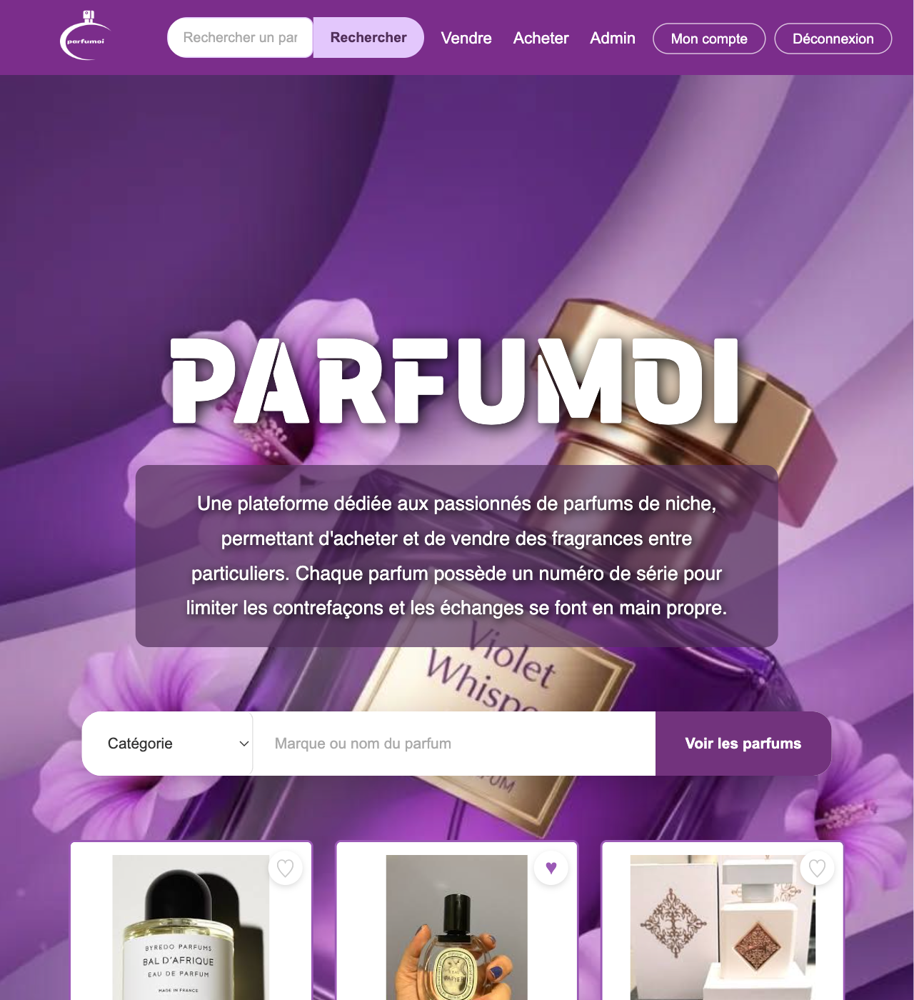 parfumoi
Rechercher un par
Rechercher
Vendre
Acheter
Admin
Mon compte
Déconnexion
PARFUMOI
Une plateforme dédiée aux passionnés de parfums de niche,
permettant d'acheter et de vendre des fragrances entre
particuliers. Chaque parfum possède un numéro de série pour
limiter les contrefaçons et les échanges se font en main propre.
Violet
Whispe
Catégorie
Marque ou nom du parfum
Voir les parfums
FUM
BYREDO PARFUMS
BAL D'AFRIQUE
EAU DE PARFUM
MADE IN FRANCE
PAPIER